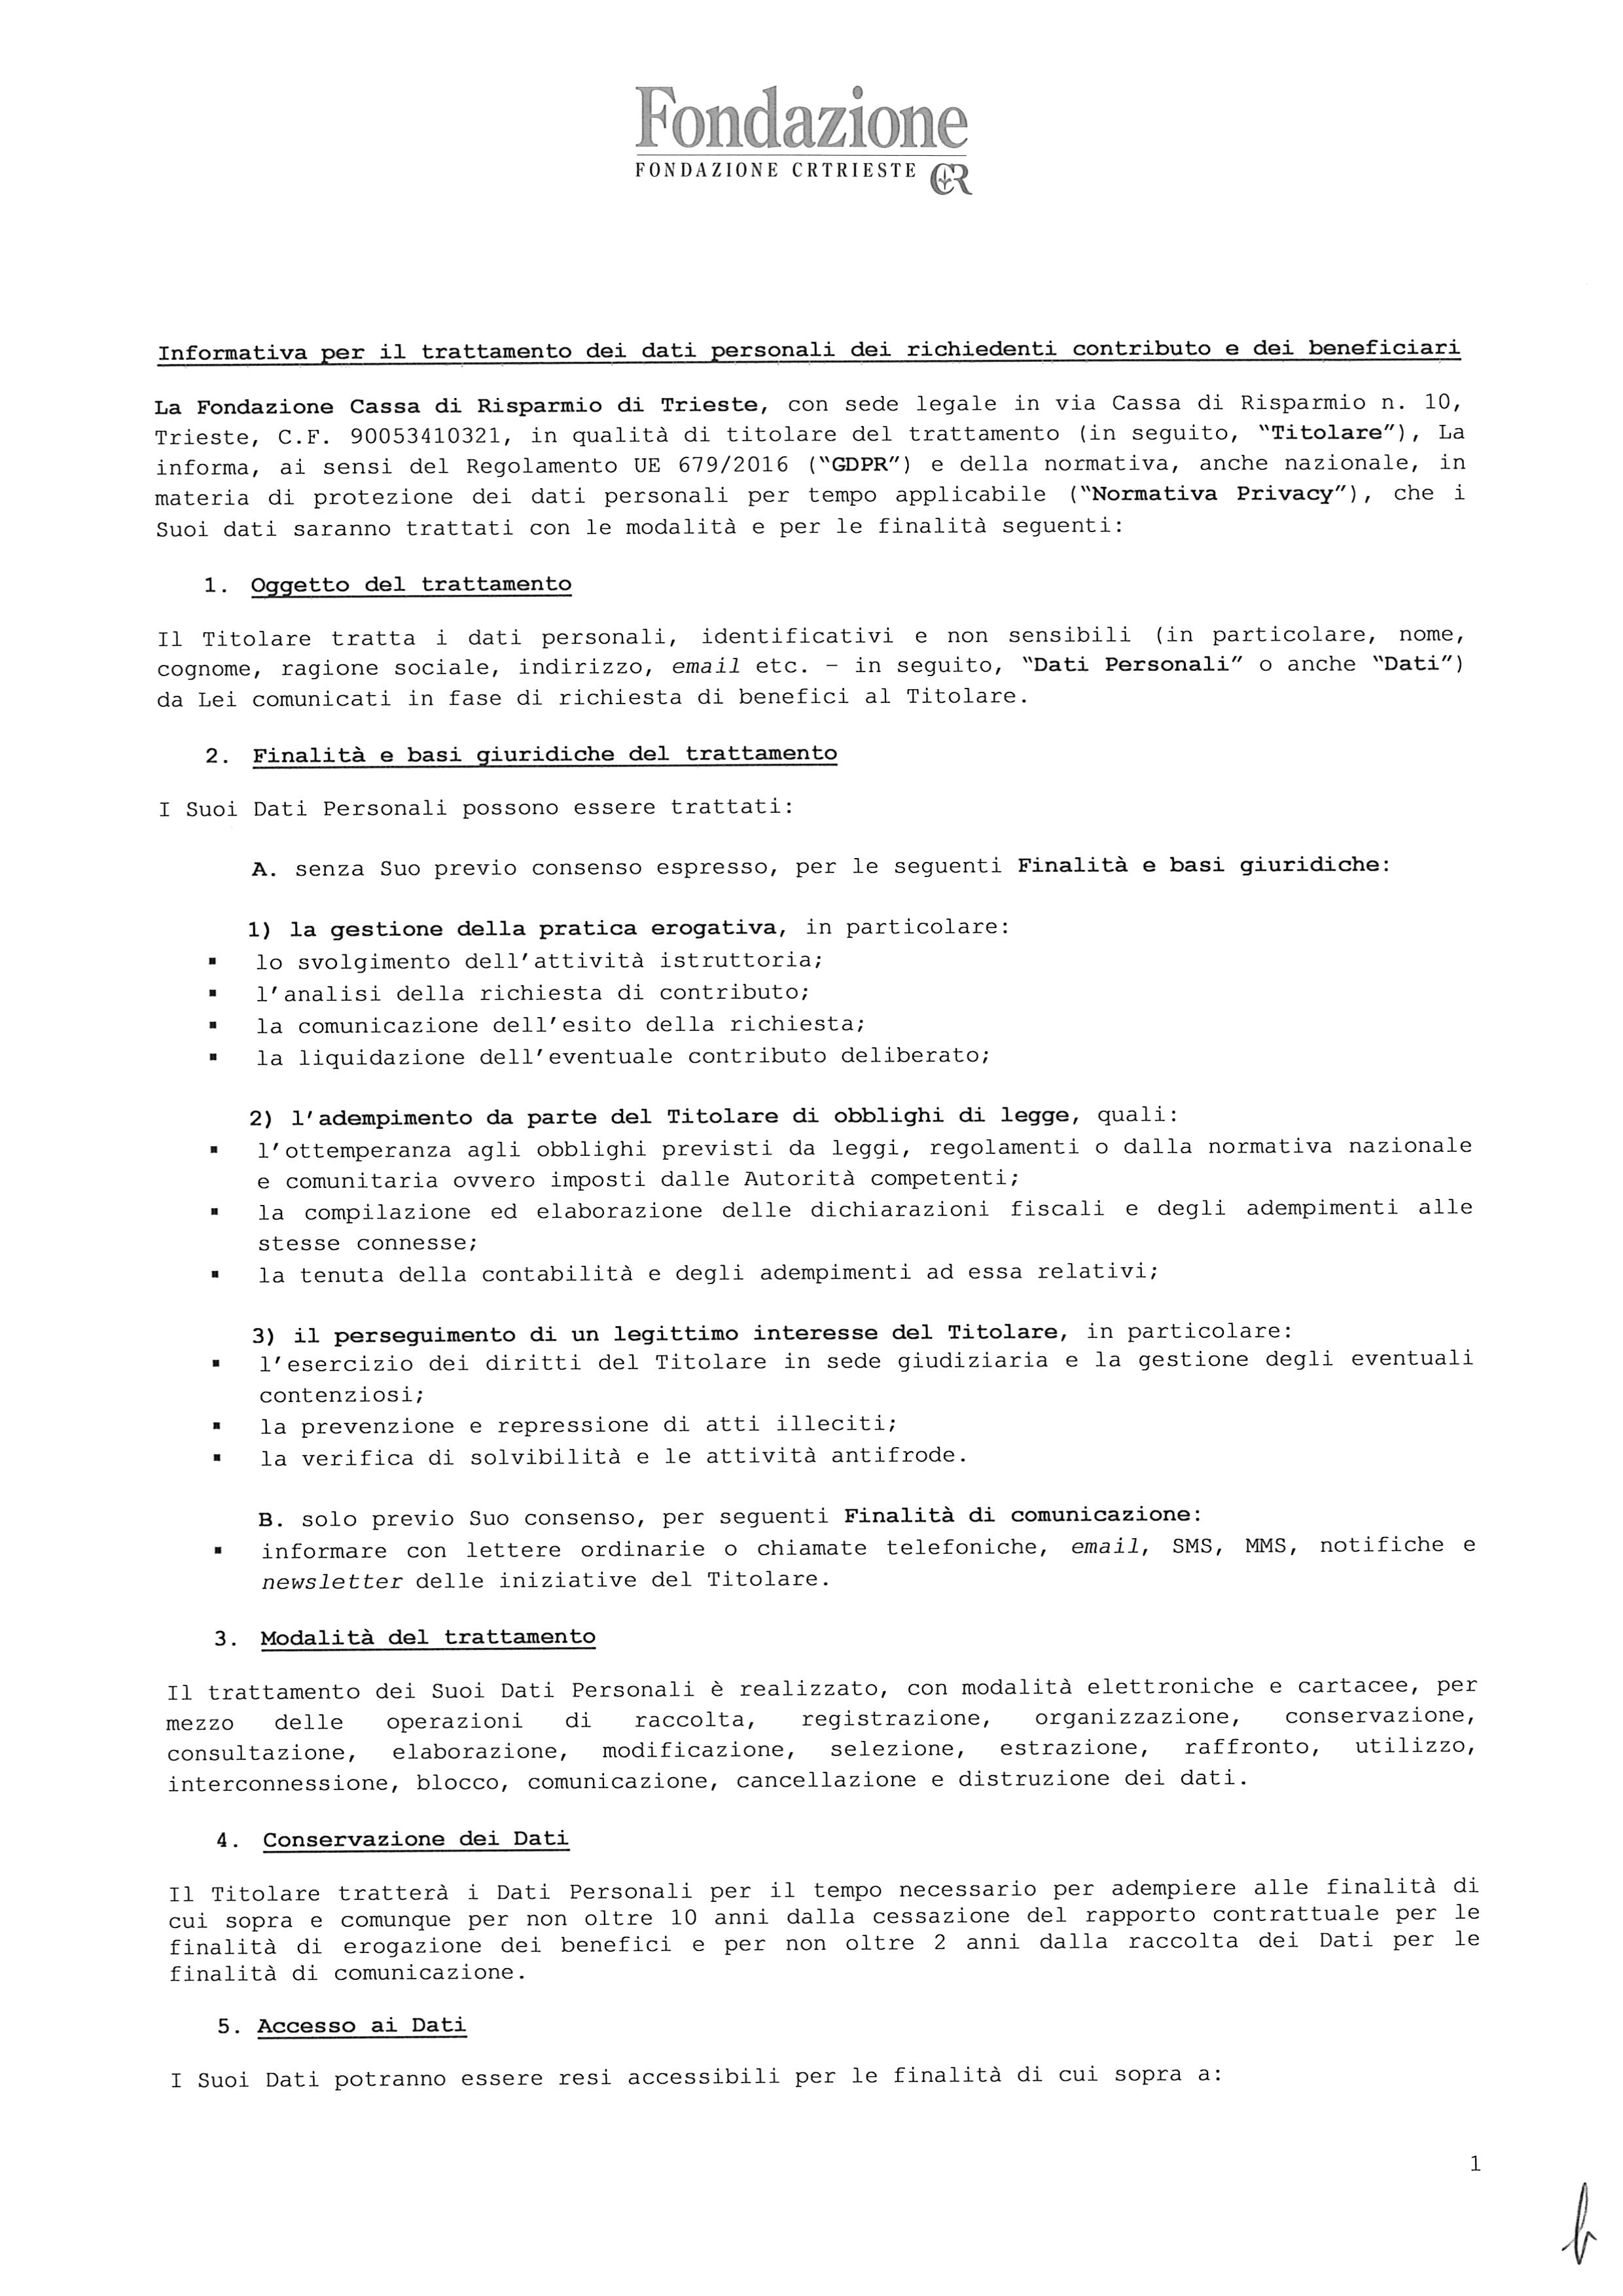 Fondazione
FONDAZIONE CRTRIESTE CR
Informativa per il trattamento dei dati personali dei richiedenti contributo e dei beneficiari
La Fondazione Cassa di Risparmio di Trieste, con sede legale in via Cassa di Risparmio n. 10,
Trieste, C.F. 90053410321, in qualità di titolare del trattamento (in seguito, “Titolare”), La
informa, ai sensi del Regolamento UE 679/2016 (“GDPR”) e della normativa, anche nazionale, in
materia di protezione dei dati personali per tempo applicabile (“Normativa Privacy”), che i
Suoi dati saranno trattati con le modalità e per le finalità seguenti:
1. Oggetto del trattamento
Il Titolare tratta i dati personali, identificativi e non sensibili (in particolare, nome,
cognome, ragione sociale, indirizzo, email etc. – in seguito, “Dati Personali” o anche “Dati”)
da Lei comunicati in fase di richiesta di benefici al Titolare.
2. Finalità e basi giuridiche del trattamento
I Suoi Dati Personali possono essere trattati:
A. senza Suo previo consenso espresso, per le seguenti Finalità e basi giuridiche:
1) la gestione della pratica erogativa, in particolare:
▪ lo svolgimento dell’attività istruttoria;
▪ l’analisi della richiesta di contributo;
▪ la comunicazione dell’esito della richiesta;
▪ la liquidazione dell’eventuale contributo deliberato;
2) l’adempimento da parte del Titolare di obblighi di legge, quali:
▪ l’ottemperanza agli obblighi previsti da leggi, regolamenti o dalla normativa nazionale
e comunitaria ovvero imposti dalle Autorità competenti;
▪ la compilazione ed elaborazione delle dichiarazioni fiscali e degli adempimenti alle
stesse connesse;
▪ la tenuta della contabilità e degli adempimenti ad essa relativi;
3) il perseguimento di un legittimo interesse del Titolare, in particolare:
▪ l’esercizio dei diritti del Titolare in sede giudiziaria e la gestione degli eventuali
contenziosi;
▪ la prevenzione e repressione di atti illeciti;
▪ la verifica di solvibilità e le attività antifrode.
B. solo previo Suo consenso, per seguenti Finalità di comunicazione:
▪ informare con lettere ordinarie o chiamate telefoniche, email, SMS, MMS, notifiche e
newsletter delle iniziative del Titolare.
3. Modalità del trattamento
Il trattamento dei Suoi Dati Personali è realizzato, con modalità elettroniche e cartacee, per
mezzo delle operazioni di raccolta, registrazione, organizzazione, conservazione,
consultazione, elaborazione, modificazione, selezione, estrazione, raffronto, utilizzo,
interconnessione, blocco, comunicazione, cancellazione e distruzione dei dati.
4. Conservazione dei Dati
Il Titolare tratterà i Dati Personali per il tempo necessario per adempiere alle finalità di
cui sopra e comunque per non oltre 10 anni dalla cessazione del rapporto contrattuale per le
finalità di erogazione dei benefici e per non oltre 2 anni dalla raccolta dei Dati per le
finalità di comunicazione.
5. Accesso ai Dati
I Suoi Dati potranno essere resi accessibili per le finalità di cui sopra a:
1